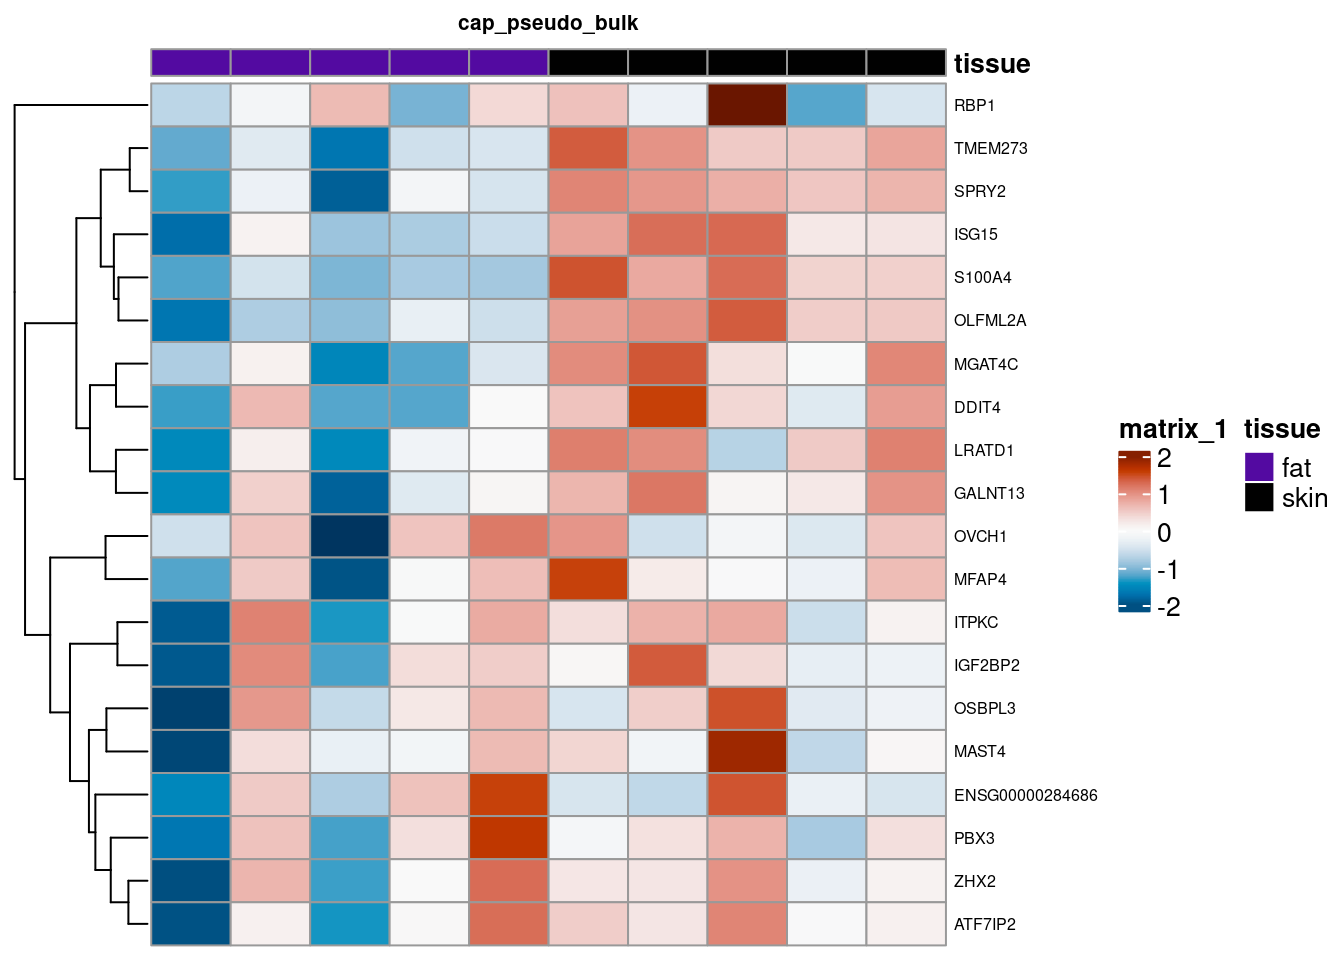 cap_pseudo_bulk
tissue
RBP1
TMEM273
SPRY2
ISG15
S100A4
OLFML2A
MGAT4C
DDIT4
LRATD1
GALNT13
OVCH1
MFAP4
ITPKC
IGF2BP2
OSBPL3
MAST4
ENSG00000284686
PBX3
ZHX2
ATF7IP2
matrix_1
2
1
0
-1
-2
tissue
fat
skin